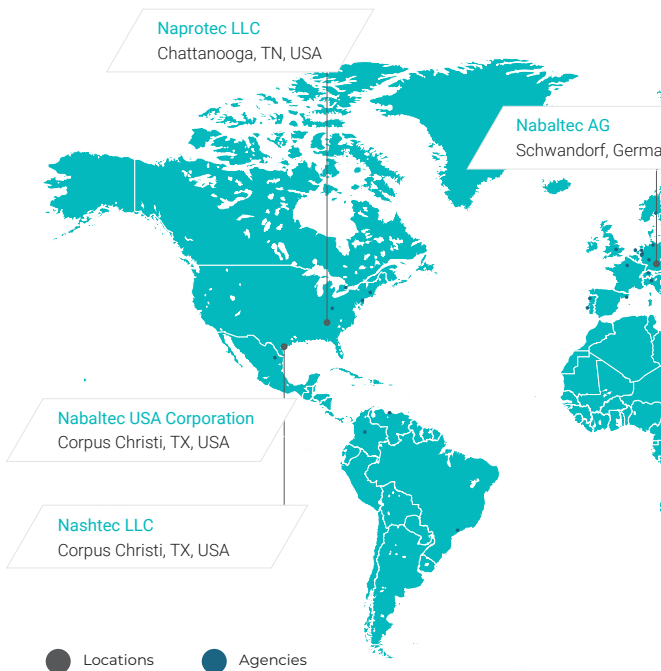 Naprotec LLC
Chattanooga, TN, USA
Nabaltec AG
Schwandorf, Germa
Nabaltec USA Corporation
Corpus Christi, TX, USA
Nashtec LLC
Corpus Christi, TX, USA
Locations
Agencies